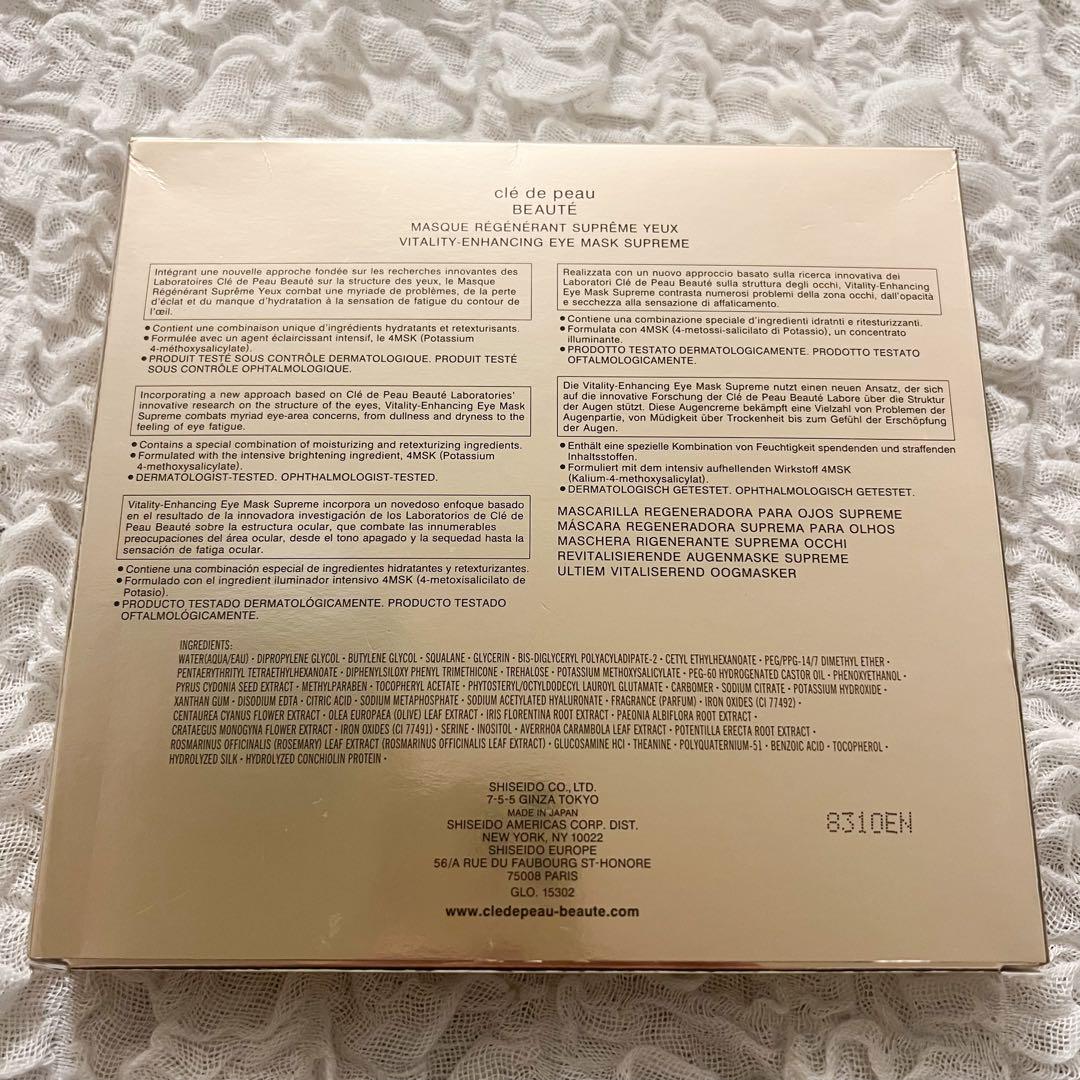 clé de peau
BEAUTÉ
MASQUE RÉGÉNÉRANT SUPRÊME YEUX
VITALITY-ENHANCING EYE MASK SUPREME
Intégrant une nouvelle approche fondée sur les recherches innovantes des
Laboratoires Clé de Peau Beauté sur la structure des yeux, le Masque
Régénérant Suprême Yeux combat une myriade de problèmes, de la perte
d'éclat et du manque d'hydratation à la sensation de fatigue du contour de
l'œil.
• Contient une combinaison unique d'ingrédients hydratants et retexturisants.
• Formulée avec un agent éclaircissant intensif, le 4MSK (Potassium
4-méthoxysalicylate).
• PRODUIT TESTÉ SOUS CONTRÔLE DERMATOLOGIQUE. PRODUIT TESTÉ
SOUS CONTRÔLE OPHTALMOLOGIQUE.
Incorporating a new approach based on Clé de Peau Beauté Laboratories'
innovative research on the structure of the eyes, Vitality-Enhancing Eye Mask
Supreme combats myriad eye-area concerns, from dullness and dryness to the
feeling of eye fatigue.
• Contains a special combination of moisturizing and retexturizing ingredients.
• Formulated with the intensive brightening ingredient, 4MSK (Potassium
4-methoxysalicylate).
• DERMATOLOGIST-TESTED. OPHTHALMOLOGIST-TESTED.
Vitality-Enhancing Eye Mask Supreme incorpora un novedoso enfoque basado
en el resultado de la innovadora investigación de los Laboratorios de Clé de
Peau Beauté sobre la estructura ocular, que combate las innumerables
preocupaciones del área ocular, desde el tono apagado y la sequedad hasta la
sensación de fatiga ocular.
• Contiene una combinación especial de ingredientes hidratantes y retexturizantes.
• Formulado con el ingredient iluminador intensivo 4MSK (4-metoxisalicilato de
Potasio).
• PRODUCTO TESTADO DERMATOLÓGICAMENTE. PRODUCTO TESTADO
OFTALMOLÓGICAMENTE.
Realizzata con un nuovo approccio basato sulla ricerca innovativa dei
Laboratori Clé de Peau Beauté sulla struttura degli occhi, Vitality-Enhancing
Eye Mask Supreme contrasta numerosi problemi della zona occhi, dall'opacità
e secchezza alla sensazione di affaticamento.
• Contiene una combinazione speciale d'ingredienti idratnti e ritesturizzanti.
• Formulata con 4MSK (4-metossi-salicilato di Potassio), un concentrato
illuminante.
• PRODOTTO TESTATO DERMATOLOGICAMENTE. PRODOTTO TESTATO
OFTALMOLOGICAMENTE.
Die Vitality-Enhancing Eye Mask Supreme nutzt einen neuen Ansatz, der sich
auf die innovative Forschung der Clé de Peau Beauté Labore über die Struktur
der Augen stützt. Diese Augencreme bekämpft eine Vielzahl von Problemen der
Augenpartie, von Müdigkeit über Trockenheit bis zum Gefühl der Erschöpfung
der Augen.
• Enthält eine spezielle Kombination von Feuchtigkeit spendenden und straffenden
Inhaltsstoffen.
• Formuliert mit dem intensiv aufhellenden Wirkstoff 4MSK
(Kalium-4-methoxysalicylat).
• DERMATOLOGISCH GETESTET. OPHTHALMOLOGISCH GETESTET.
MASCARILLA REGENERADORA PARA OJOS SUPREME
MÁSCARA REGENERADORA SUPREMA PARA OLHOS
MASCHERA RIGENERANTE SUPREMA OCCHI
REVITALISIERENDE AUGENMASKE SUPREME
ULTIEM VITALISEREND OOGMASKER
INGREDIENTS:
WATER(AQUA/EAU) · DIPROPYLENE GLYCOL · BUTYLENE GLYCOL · SQUALANE · GLYCERIN · BIS-DIGLYCERYL POLYACYLADIPATE-2 · CETYL ETHYLHEXANOATE · PEG/PPG-14/7 DIMETHYL ETHER ·
PENTAERYTHRITYL TETRAETHYLHEXANOATE · DIPHENYLSILOXY PHENYL TRIMETHICONE · TREHALOSE · POTASSIUM METHOXYSALICYLATE · PEG-60 HYDROGENATED CASTOR OIL · PHENOXYETHANOL ·
PYRUS CYDONIA SEED EXTRACT · METHYLPARABEN · TOCOPHERYL ACETATE · PHYTOSTERYL/OCTYLDODECYL LAUROYL GLUTAMATE · CARBOMER · SODIUM CITRATE · POTASSIUM HYDROXIDE ·
XANTHAN GUM · DISODIUM EDTA · CITRIC ACID · SODIUM METAPHOSPHATE · SODIUM ACETYLATED HYALURONATE · FRAGRANCE (PARFUM) · IRON OXIDES (CI 77492) ·
CENTAUREA CYANUS FLOWER EXTRACT · OLEA EUROPAEA (OLIVE) LEAF EXTRACT · IRIS FLORENTINA ROOT EXTRACT · PAEONIA ALBIFLORA ROOT EXTRACT ·
CRATAEGUS MONOGYNA FLOWER EXTRACT · IRON OXIDES (CI 77491) · SERINE · INOSITOL · AVERRHOA CARAMBOLA LEAF EXTRACT · POTENTILLA ERECTA ROOT EXTRACT ·
ROSMARINUS OFFICINALIS (ROSEMARY) LEAF EXTRACT (ROSMARINUS OFFICINALIS LEAF EXTRACT) · GLUCOSAMINE HCl · THEANINE · POLYQUATERNIUM-51 · BENZOIC ACID · TOCOPHEROL ·
HYDROLYZED SILK · HYDROLYZED CONCHIOLIN PROTEIN ·
SHISEIDO CO., LTD.
7-5-5 GINZA TOKYO
MADE IN JAPAN
SHISEIDO AMERICAS CORP. DIST.
NEW YORK, NY 10022
SHISEIDO EUROPE
56/A RUE DU FAUBOURG ST-HONORE
75008 PARIS
GLO. 15302
www.cledepeau-beaute.com
8310EN